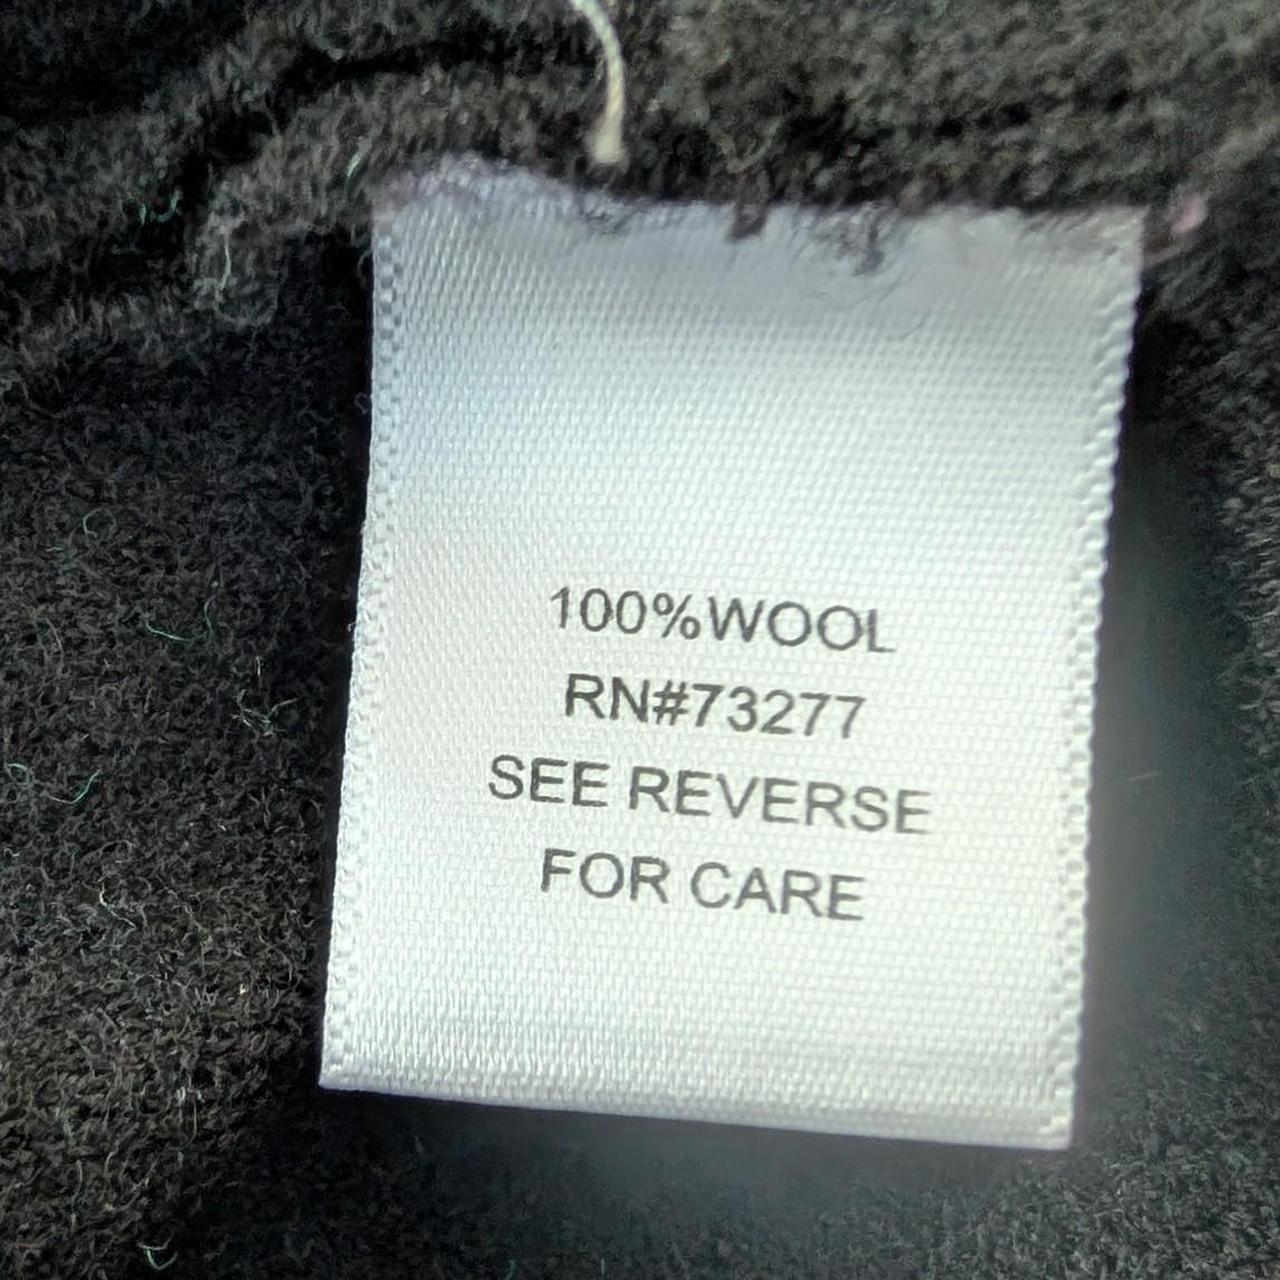 100%WOOL
RN#73277
SEE REVERSE
FOR CARE